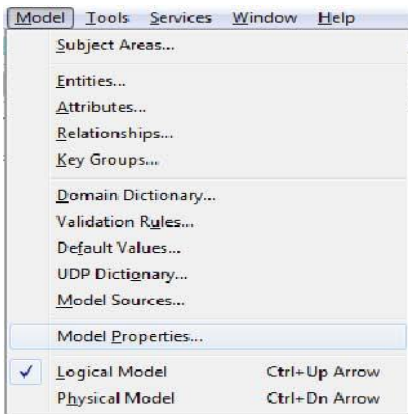 Model Tools Services Window Help
Subject Areas...
Entities...
Attributes...
Relationships...
Key Groups...
Domain Dictionary...
Validation Rules...
Default Values...
UDP Dictionary...
Model Sources...
Model Properties...
Logical Model Ctrl+Up Arrow
Physical Model Ctrl+Dn Arrow